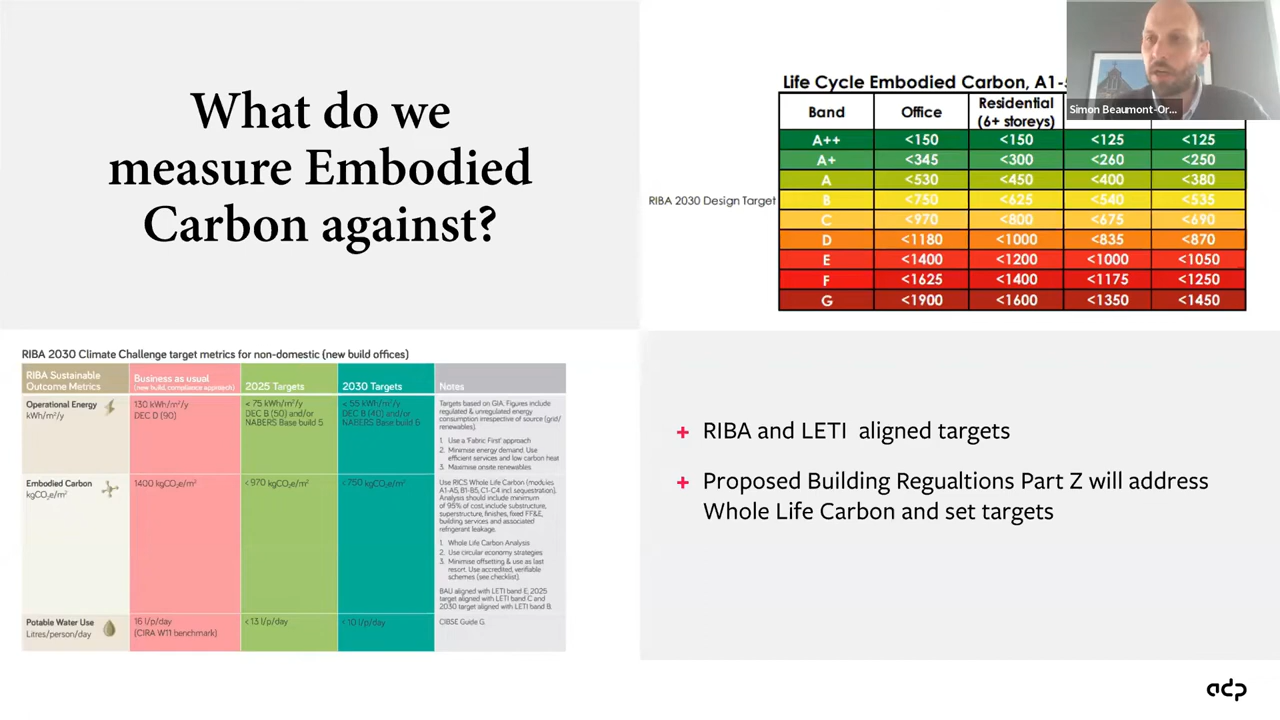 What do we
measure Embodied
Carbon against?
Life Cycle Embodied Carbon, A1-
Band Office Residential
(6+ storeys)
A++ <150 <150 <125 <125
A+ <345 <300 <260 <250
A <530 <450 <400 <380
RIBA 2030 Design Target B <750 <625 <540 <535
C <970 <800 <675 <690
D <1180 <1000 <835 <870
E <1400 <1200 <1000 <1050
F <1625 <1400 <1175 <1250
G <1900 <1600 <1350 <1450
Simon Beaumont-Or...
RIBA 2030 Climate Challenge target metrics for non-domestic (new build offices)
RIBA Sustainable
Outcome Metrics
Business as usual
(new build, compliance approach)
2025 Targets
2030 Targets
Notes
Operational Energy
kWh/m²/y
130 kWh/m²/y
DEC D (90)
< 75 kWh/m²/y
DEC B (50) and/or
NABERS Base build 5
< 55 kWh/m²/y
DEC B (40) and/or
NABERS Base build 6
Targets based on GIA. Figures include
regulated & unregulated energy
consumption irrespective of source (grid/
renewables).
1. Use a 'Fabric First' approach
2. Minimise energy demand. Use
efficient services and low carbon heat
3. Maximise onsite renewables
Embodied Carbon
kgCO₂e/m²
1400 kgCO₂e/m²
< 970 kgCO₂e/m²
< 750 kgCO₂e/m²
Use RICS Whole Life Carbon (modules
A1-A5, B1-B5, C1-C4 incl sequestration).
Analysis should include minimum
of 95% of cost, include substructure,
superstructure, finishes, fixed FF&E,
building services and associated
refrigerant leakage.
1. Whole Life Carbon Analysis
2. Use circular economy strategies
3. Minimise offsetting & use as last
resort. Use accredited, verifiable
schemes (see checklist).
BAU aligned with LETI band E; 2025
target aligned with LETI band C and
2030 target aligned with LETI band B.
Potable Water Use
Litres/person/day
16 l/p/day
(CIRA W11 benchmark)
< 13 l/p/day
< 10 l/p/day
CIBSE Guide G.
+ RIBA and LETI aligned targets
+ Proposed Building Regualtions Part Z will address
Whole Life Carbon and set targets
adp